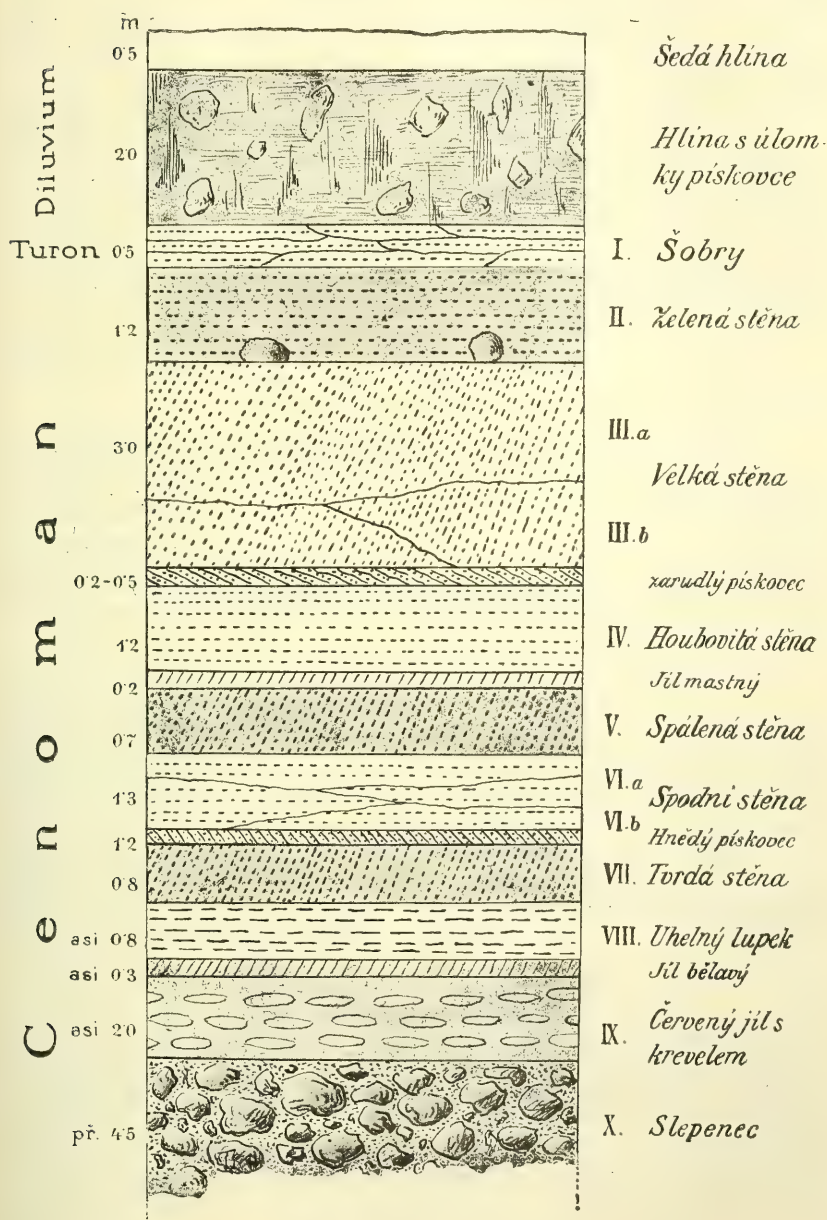 m
0·5 Šedá hlína
Diluvium
2·0 Hlína s úlom-
ky pískovce
Turon 0·5 I. Šobry
1·2 II. Zelená stěna
Cenoman
3·0 III.a
Velká stěna
III.b
0·2-0·5 zarudlý pískovec
1·2 IV. Houbovitá stěna
0·2 Jíl mastný
0·7 V. Spálená stěna
VI.a
1·3 Spodní stěna
VI.b
1·2 Hnědý pískovec
0·8 VII. Tvrdá stěna
asi 0·8 VIII. Uhelný lupek
asi 0·3 Jíl bělavý
asi 2·0 IX. Červený jíl s
krevelem
př. 4·5 X. Slepenec